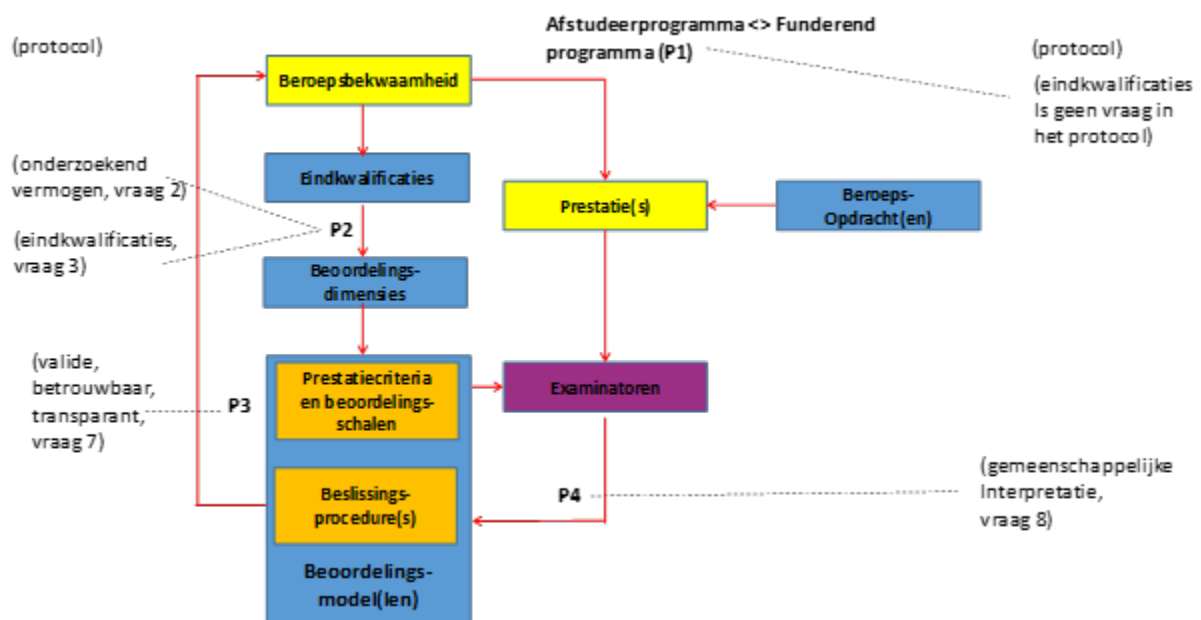 Afstudeerprogramma <> Funderend
programma (P1)
(protocol)
(protocol)
Beroepsbekwaamheid
(eindkwalificaties
Is geen vraag in
het protocol)
(onderzoekend
vermogen, vraag 2)
Eindkwalificaties
Prestatie(s)
Beroeps-
Opdracht(en)
P2
(eindkwalificaties,
vraag 3)
Beoordelings-
dimensies
(valide,
betrouwbaar,
transparant,
vraag 7)
P3
Prestatiecriteria
en beoordelings-
schalen
Examinatoren
Beslissings-
procedure(s)
P4
(gemeenschappelijke
Interpretatie,
vraag 8)
Beoordelings-
model(len)